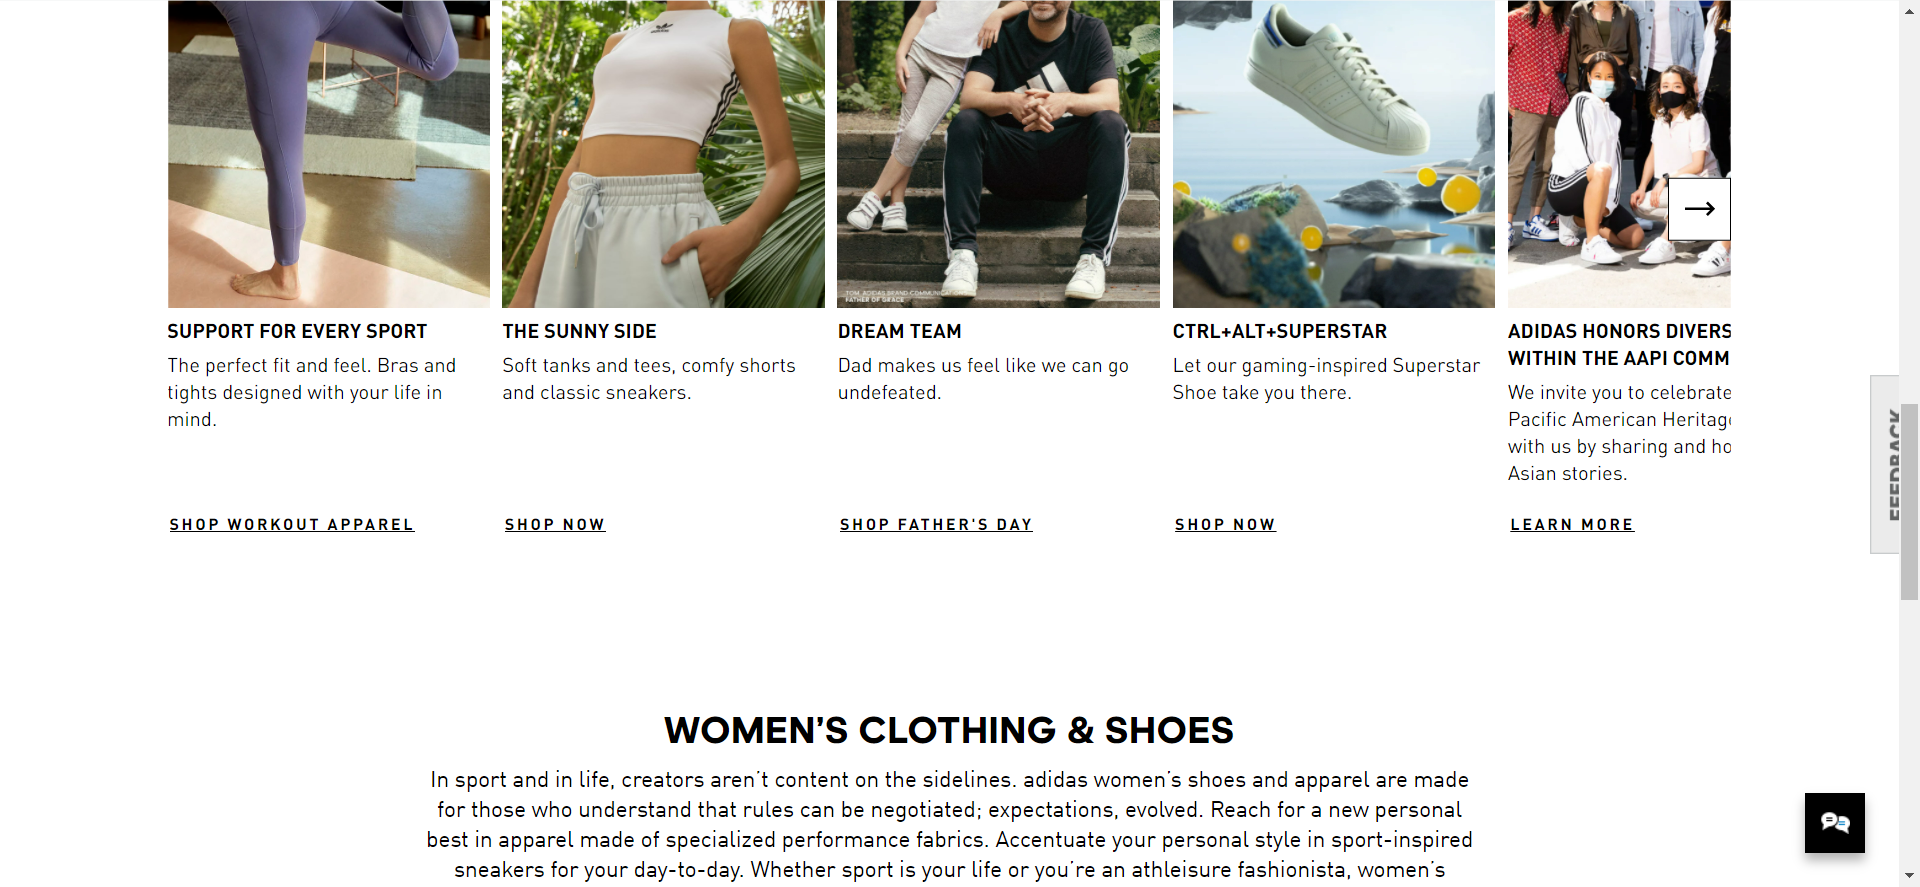 TOM, ADIDAS BRAND COMMUNICATIONS
FATHER OF GRACE
SUPPORT FOR EVERY SPORT
The perfect fit and feel. Bras and
tights designed with your life in
mind.
SHOP WORKOUT APPAREL
THE SUNNY SIDE
Soft tanks and tees, comfy shorts
and classic sneakers.
SHOP NOW
DREAM TEAM
Dad makes us feel like we can go
undefeated.
SHOP FATHER'S DAY
CTRL+ALT+SUPERSTAR
Let our gaming-inspired Superstar
Shoe take you there.
SHOP NOW
ADIDAS HONORS DIVERS
WITHIN THE AAPI COMM
We invite you to celebrate
Pacific American Heritag
with us by sharing and ho
Asian stories.
LEARN MORE
FEEDBACK
WOMEN’S CLOTHING & SHOES
In sport and in life, creators aren’t content on the sidelines. adidas women’s shoes and apparel are made
for those who understand that rules can be negotiated; expectations, evolved. Reach for a new personal
best in apparel made of specialized performance fabrics. Accentuate your personal style in sport-inspired
sneakers for your day-to-day. Whether sport is your life or you’re an athleisure fashionista, women’s